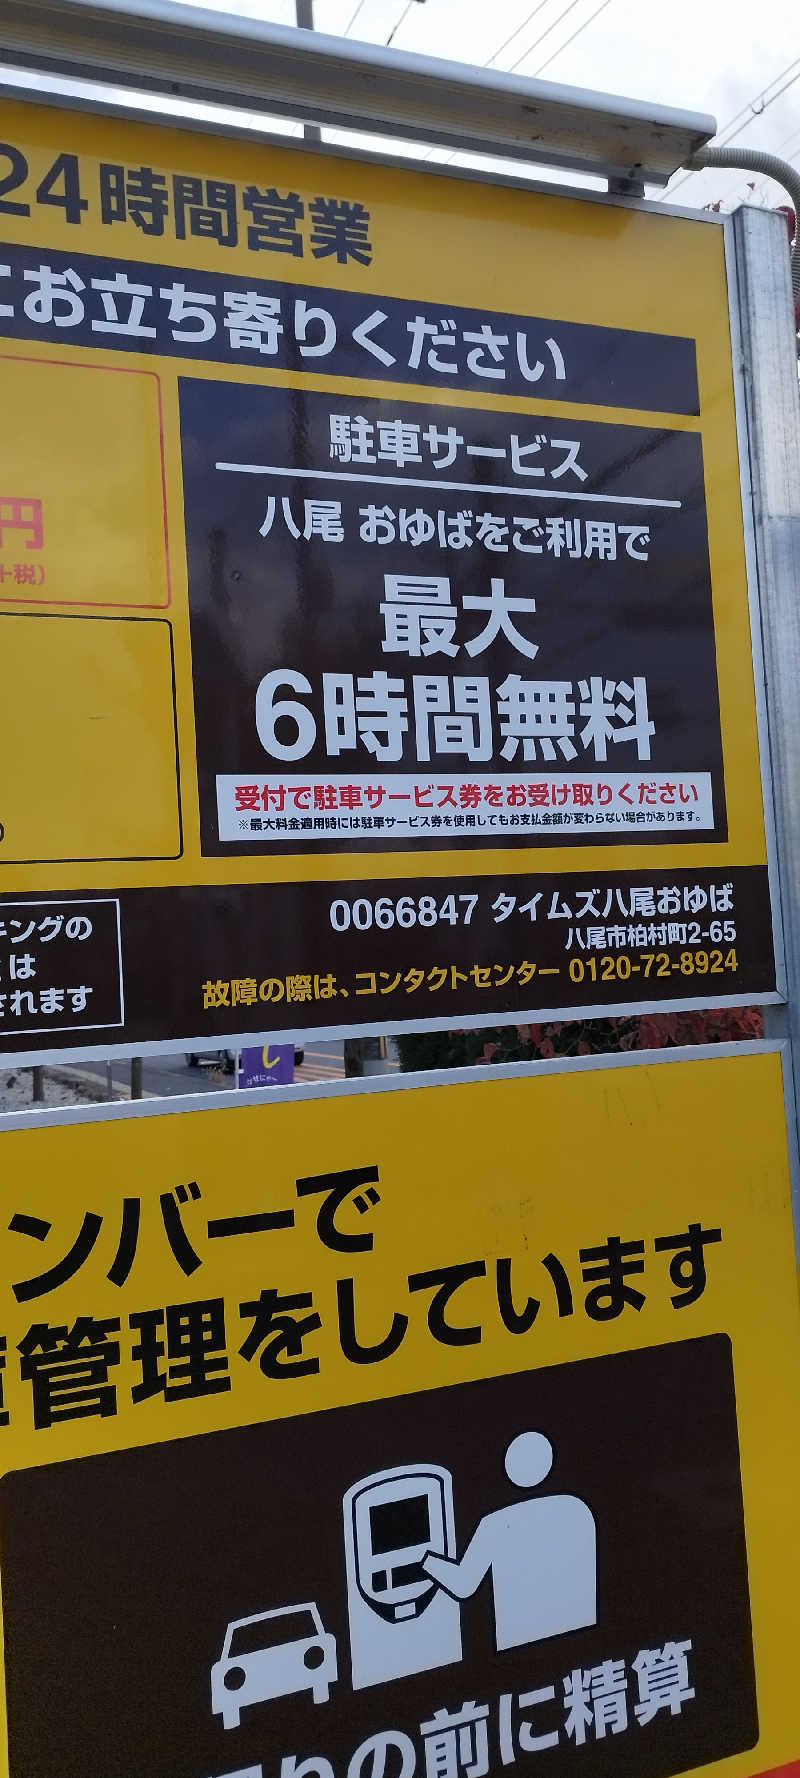 24時間営業
にお立ち寄りください
駐車サービス
八尾 おゆばをご利用で
最大
6時間無料
円
+税)
受付で駐車サービス券をお受け取りください
※最大料金適用時には駐車サービス券を使用してもお支払金額が変わらない場合があります。
0066847 タイムズ八尾おゆば
八尾市柏村町2-65
故障の際は、コンタクトセンター 0120-72-8924
キングの
は
されます
ンバーで
管理をしています
りの前に精算